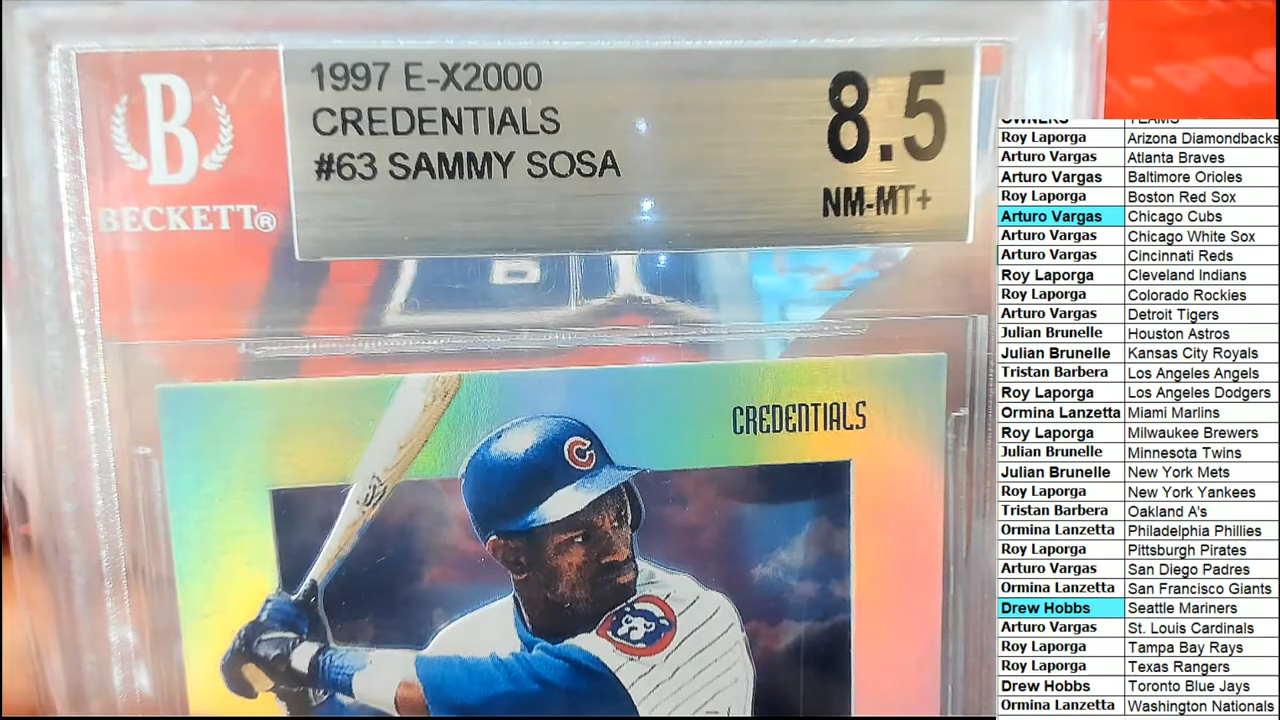 1997 E-X2000
CREDENTIALS
#63 SAMMY SOSA
8.5
NM-MT+
B
BECKETT®
CREDENTIALS
C
OWNERS TEAMS
Roy Laporga Arizona Diamondbacks
Arturo Vargas Atlanta Braves
Arturo Vargas Baltimore Orioles
Roy Laporga Boston Red Sox
Arturo Vargas Chicago Cubs
Arturo Vargas Chicago White Sox
Arturo Vargas Cincinnati Reds
Roy Laporga Cleveland Indians
Roy Laporga Colorado Rockies
Arturo Vargas Detroit Tigers
Julian Brunelle Houston Astros
Julian Brunelle Kansas City Royals
Tristan Barbera Los Angeles Angels
Roy Laporga Los Angeles Dodgers
Ormina Lanzetta Miami Marlins
Roy Laporga Milwaukee Brewers
Julian Brunelle Minnesota Twins
Julian Brunelle New York Mets
Roy Laporga New York Yankees
Tristan Barbera Oakland A's
Ormina Lanzetta Philadelphia Phillies
Roy Laporga Pittsburgh Pirates
Arturo Vargas San Diego Padres
Ormina Lanzetta San Francisco Giants
Drew Hobbs Seattle Mariners
Arturo Vargas St. Louis Cardinals
Roy Laporga Tampa Bay Rays
Roy Laporga Texas Rangers
Drew Hobbs Toronto Blue Jays
Ormina Lanzetta Washington Nationals